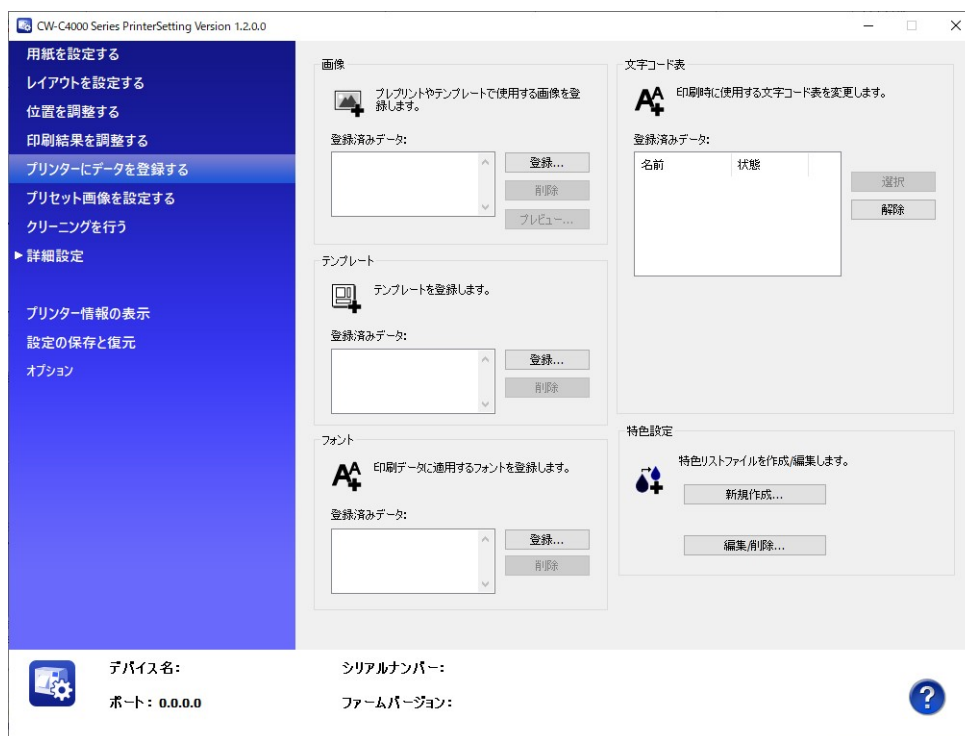 CW-C4000 Series PrinterSetting Version 1.2.0.0
用紙を設定する
レイアウトを設定する
位置を調整する
印刷結果を調整する
プリンターにデータを登録する
プリセット画像を設定する
クリーニングを行う
詳細設定
プリンター情報の表示
設定の保存と復元
オプション
画像
プレプリントやテンプレートで使用する画像を登
録します。
登録済みデータ:
登録...
削除
プレビュー...
テンプレート
テンプレートを登録します。
登録済みデータ:
登録...
削除
フォント
印刷データに適用するフォントを登録します。
登録済みデータ:
登録...
削除
文字コード表
印刷時に使用する文字コード表を変更します。
登録済みデータ:
名前 状態
選択
解除
特色設定
特色リストファイルを作成/編集します。
新規作成...
編集/削除...
デバイス名:
シリアルナンバー:
ポート: 0.0.0.0
ファームバージョン: